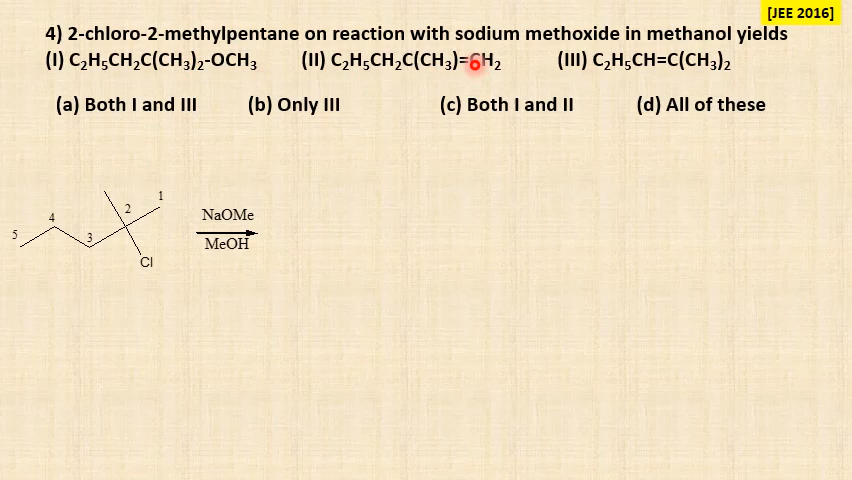 [JEE 2016]
4) 2-chloro-2-methylpentane on reaction with sodium methoxide in methanol yields
(I) C₂H₅CH₂C(CH₃)₂-OCH₃ (II) C₂H₅CH₂C(CH₃)=CH₂ (III) C₂H₅CH=C(CH₃)₂
(a) Both I and III (b) Only III (c) Both I and II (d) All of these
1
2
4
3
5
Cl
NaOMe
MeOH